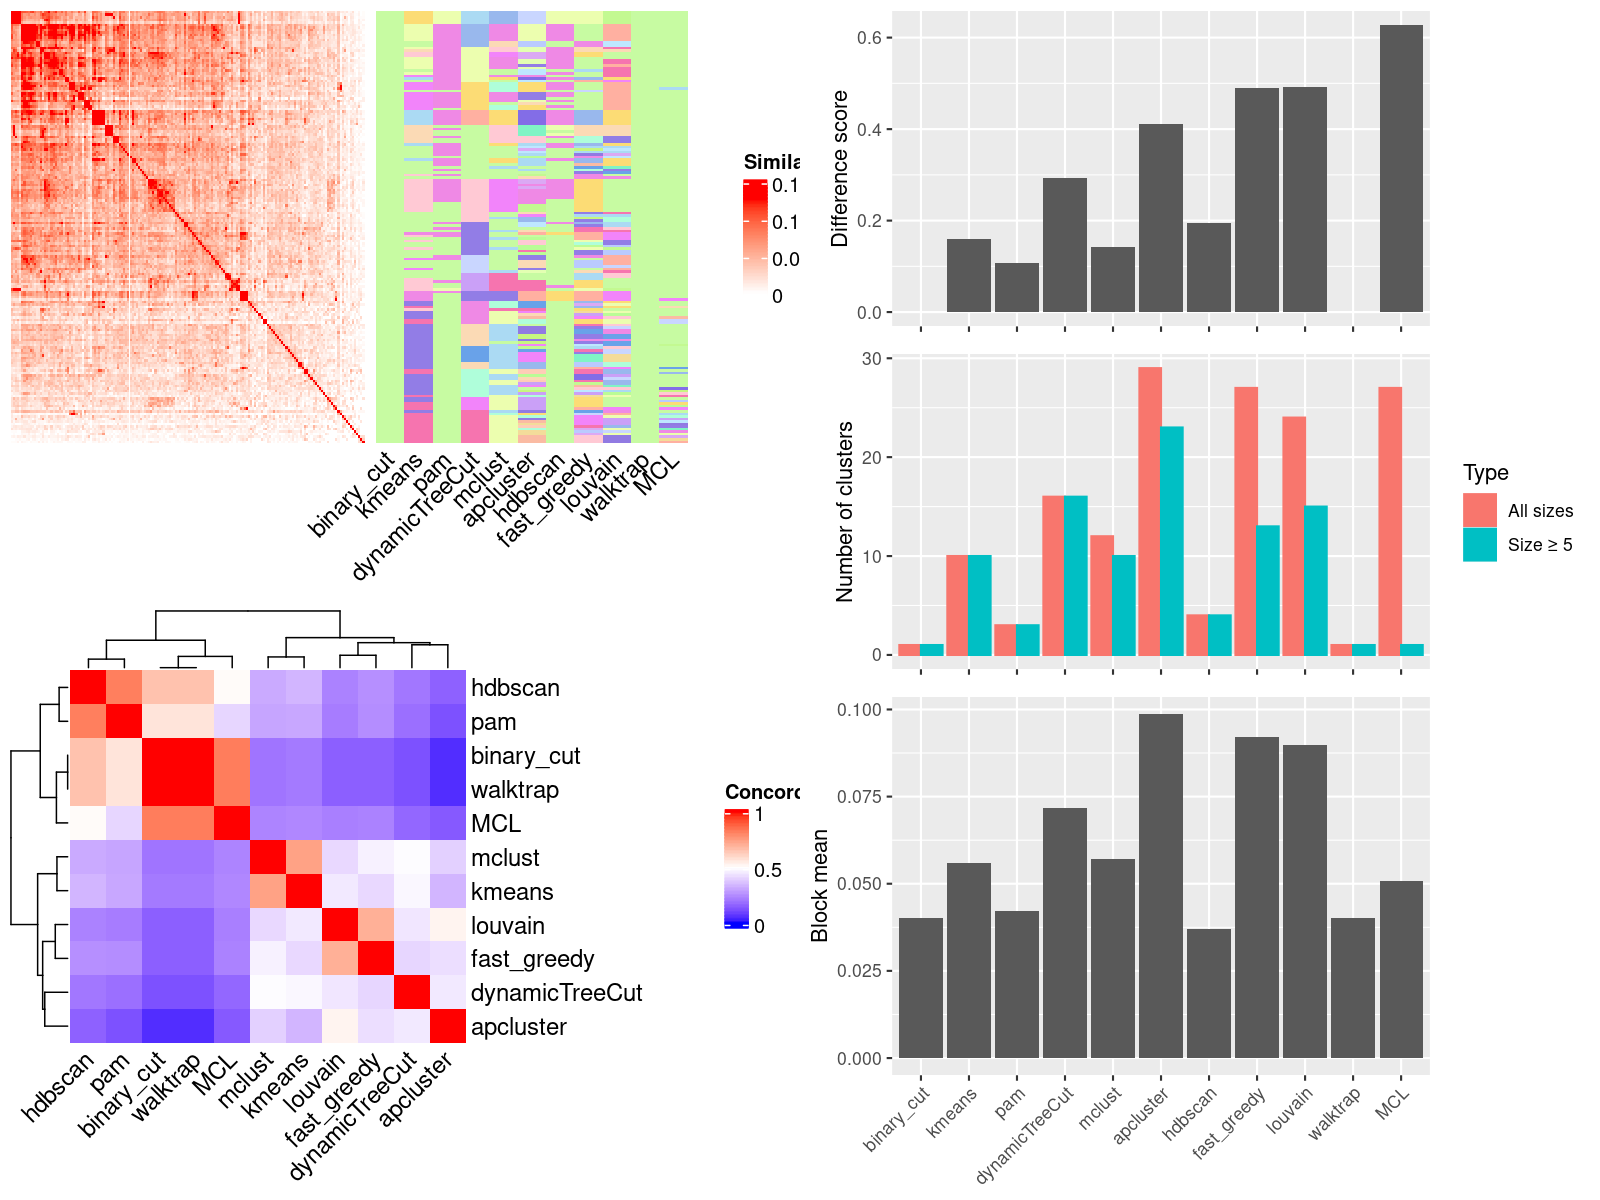 Simila
0.1
0.1
0.0
0
binary_cut
kmeans
pam
dynamicTreeCut
mclust
apcluster
hdbscan
fast_greedy
louvain
walktrap
MCL
hdbscan
pam
binary_cut
walktrap
MCL
mclust
kmeans
louvain
fast_greedy
dynamicTreeCut
apcluster
hdbscan
pam
binary_cut
walktrap
MCL
mclust
kmeans
louvain
fast_greedy
dynamicTreeCut
apcluster
Concord
1
0.5
0
Difference score
0.6
0.4
0.2
0.0
Number of clusters
30
20
10
0
Type
All sizes
Size ≥ 5
Block mean
0.100
0.075
0.050
0.025
0.000
binary_cut
kmeans
pam
dynamicTreeCut
mclust
apcluster
hdbscan
fast_greedy
louvain
walktrap
MCL